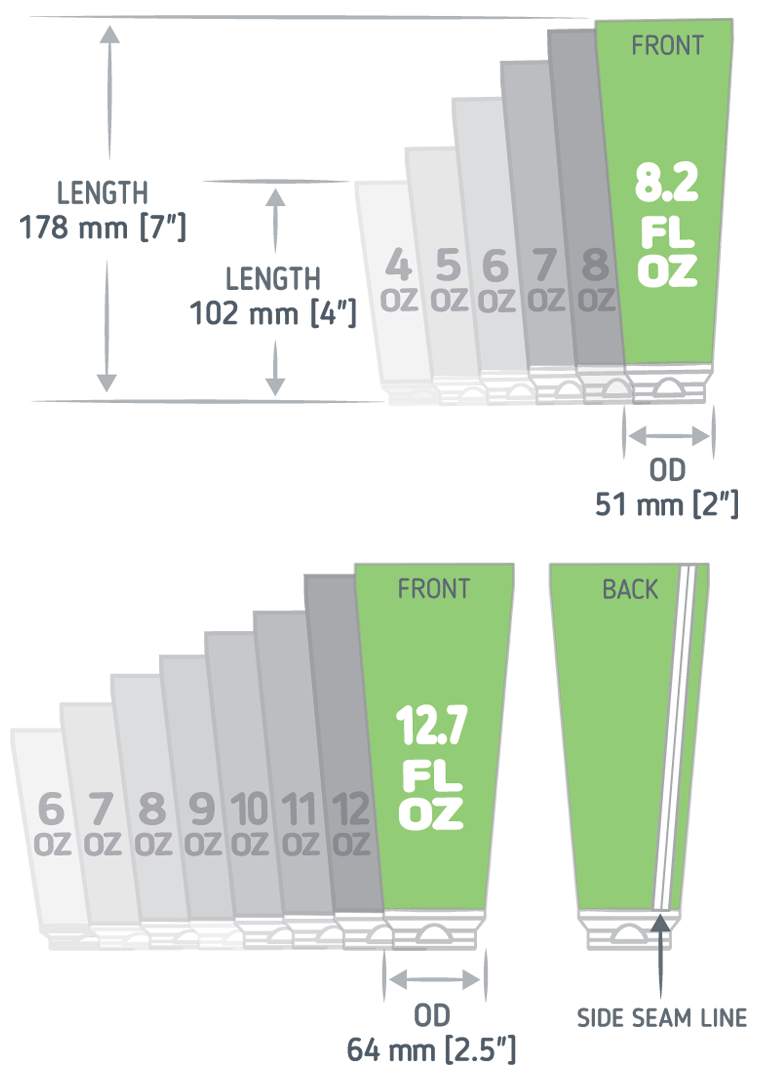 FRONT
8.2
FL
OZ
LENGTH
178 mm [7"]
LENGTH
102 mm [4"]
4
OZ
5
OZ
6
OZ
7
OZ
8
OZ
OD
51 mm [2"]
FRONT
12.7
FL
OZ
6
OZ
7
OZ
8
OZ
9
OZ
10
OZ
11
OZ
12
OZ
OD
64 mm [2.5"]
BACK
SIDE SEAM LINE